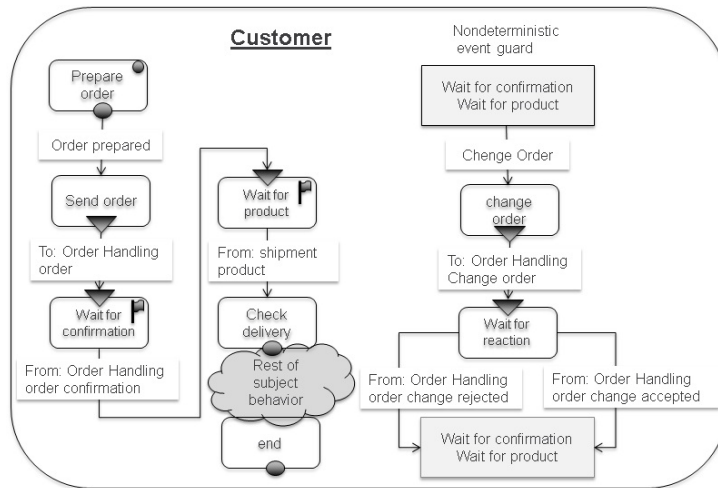 Customer
Prepare
order
Order prepared
Send order
To: Order Handling
order
Wait for
confirmation
From: Order Handling
order confirmation
Wait for
product
From: shipment
product
Check
delivery
Rest of
subject
behavior
end
Nondeterministic
event guard
Wait for confirmation
Wait for product
Chenge Order
change
order
To: Order Handling
Change order
Wait for
reaction
From: Order Handling
order change rejected
From: Order Handling
order change accepted
Wait for confirmation
Wait for product